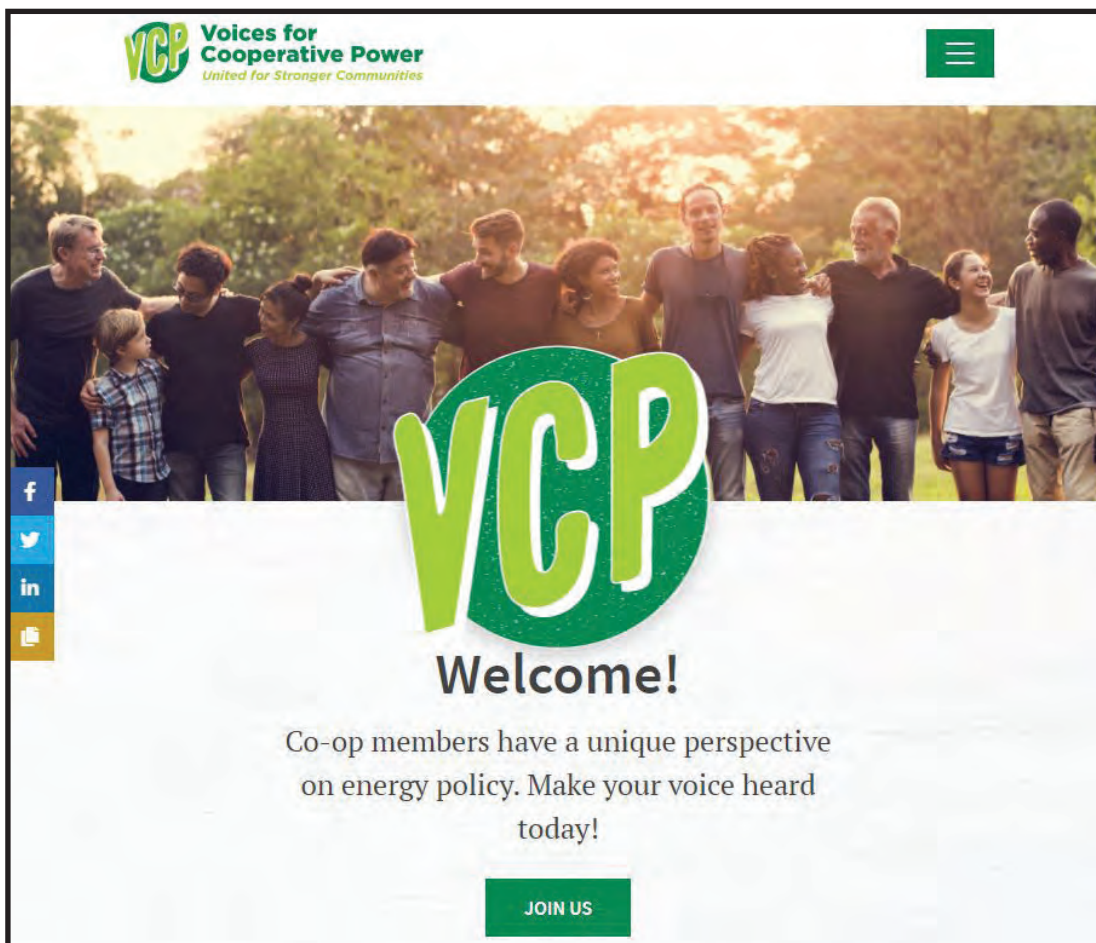 VCP
Voices for
Cooperative Power
United for Stronger Communities
VCP
Welcome!
Co-op members have a unique perspective
on energy policy. Make your voice heard
today!
JOIN US